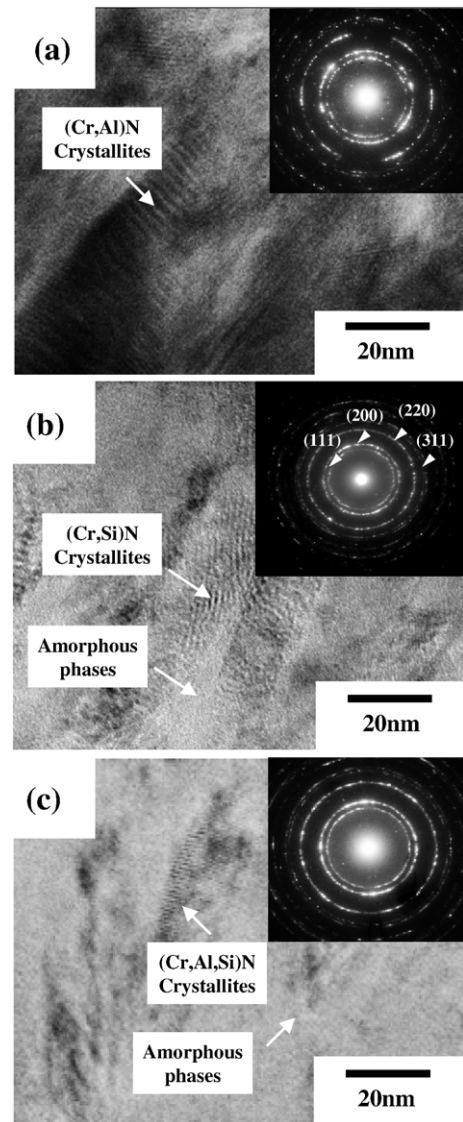 (a)
(Cr,Al)N
Crystallites
20nm
(b)
(200)
(220)
(111)
(311)
(Cr,Si)N
Crystallites
Amorphous
phases
20nm
(c)
(Cr,Al,Si)N
Crystallites
Amorphous
phases
20nm